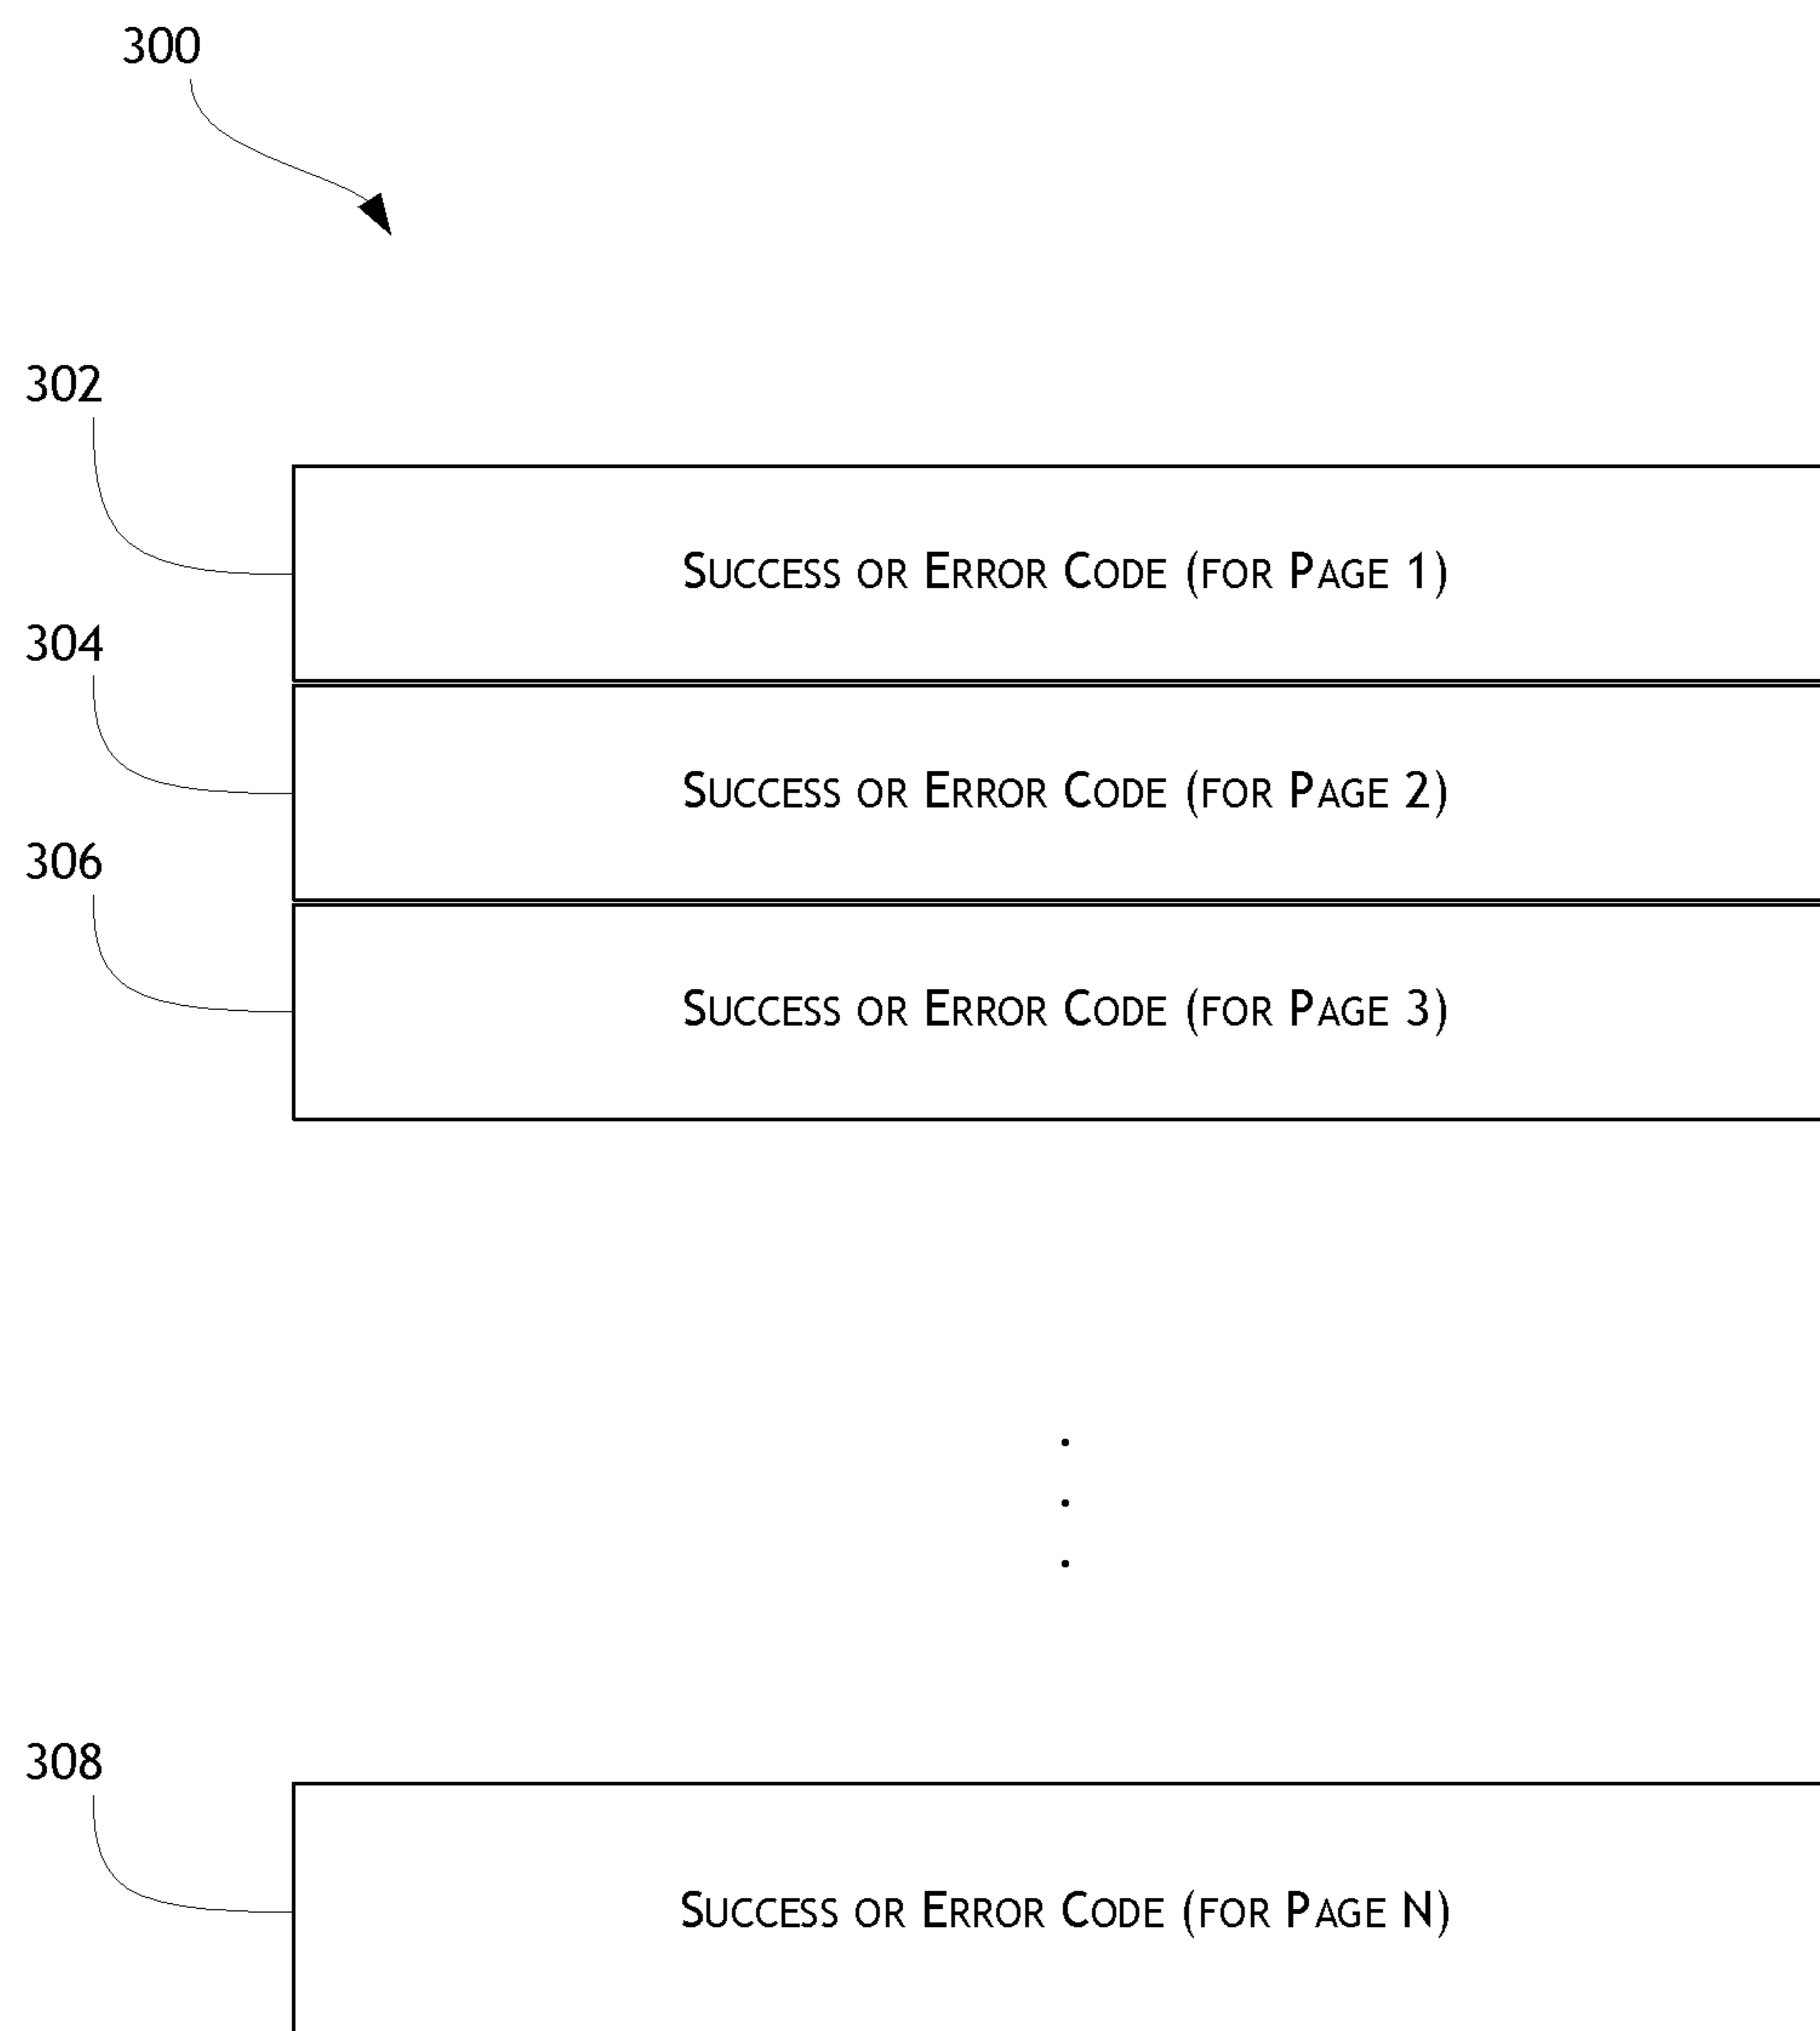 300
302
Success or Error Code (for Page 1)
304
Success or Error Code (for Page 2)
306
Success or Error Code (for Page 3)
.
.
.
308
Success or Error Code (for Page N)